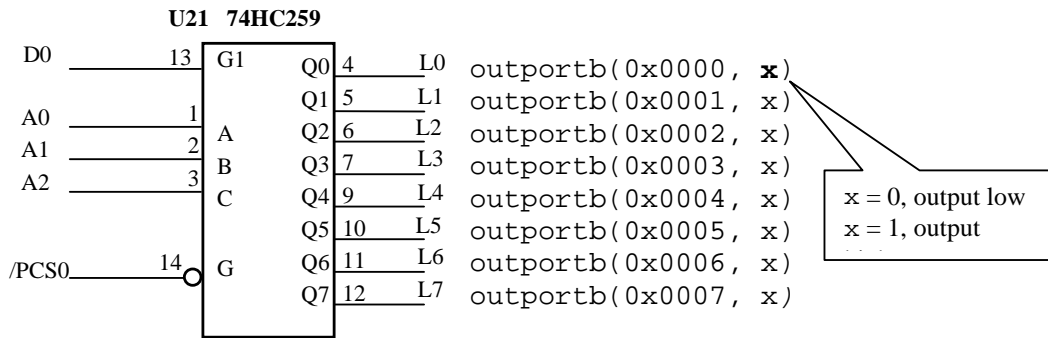 U21 74HC259
D0 13 G1 Q0 4 L0 outportb(0x0000, x)
Q1 5 L1 outportb(0x0001, x)
A0 1 A Q2 6 L2 outportb(0x0002, x)
A1 2 B Q3 7 L3 outportb(0x0003, x)
A2 3 C Q4 9 L4 outportb(0x0004, x)
Q5 10 L5 outportb(0x0005, x)
/PCS0 14 G Q6 11 L6 outportb(0x0006, x)
Q7 12 L7 outportb(0x0007, x)
x = 0, output low
x = 1, output